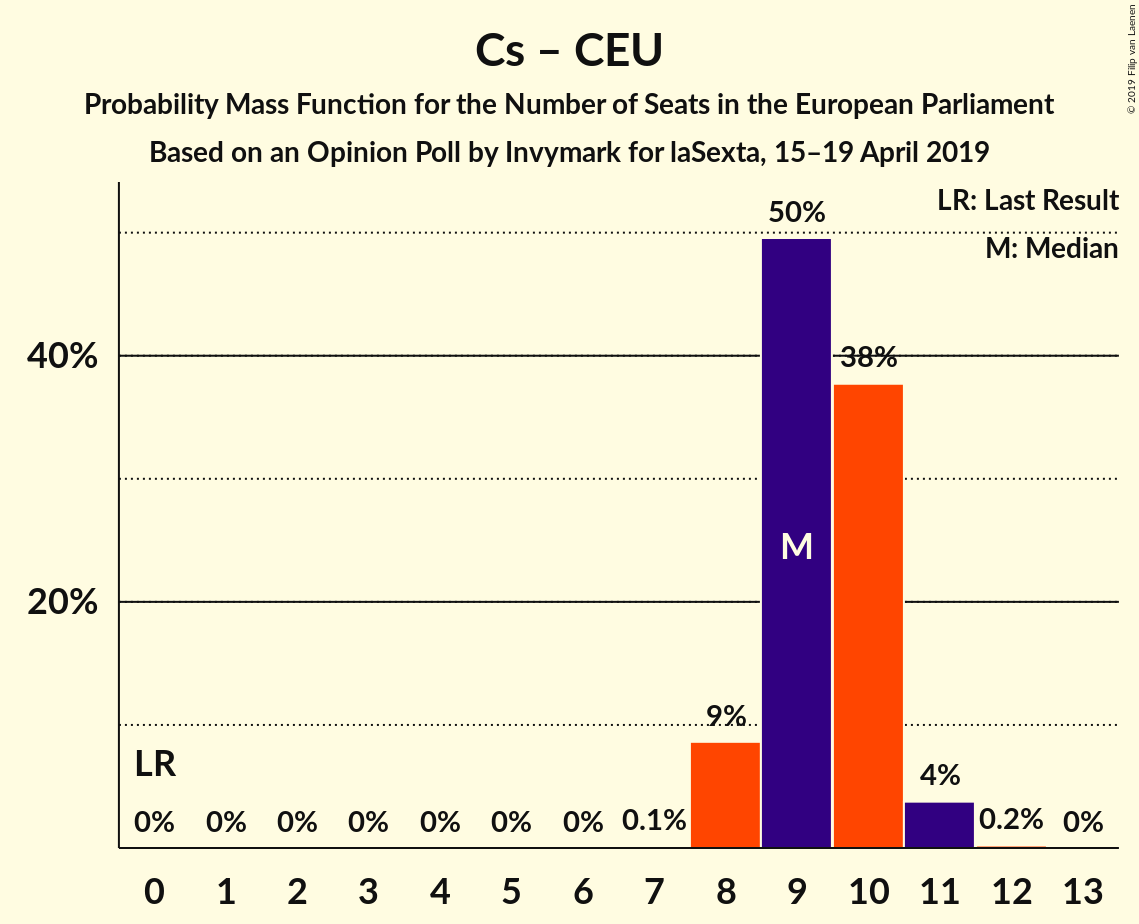 Cs – CEU
Probability Mass Function for the Number of Seats in the European Parliament
Based on an Opinion Poll by Invymark for laSexta, 15–19 April 2019
© 2019 Filip van Laenen
LR: Last Result
M: Median
50%
40%
38%
M
20%
9%
LR
4%
0% 0% 0% 0% 0% 0% 0% 0.1% 0.2% 0%
0 1 2 3 4 5 6 7 8 9 10 11 12 13